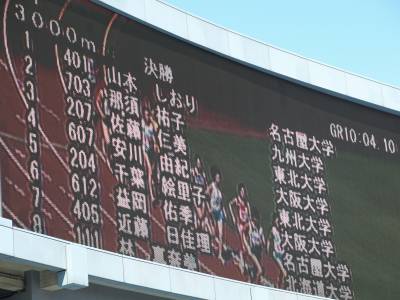 3000m 決勝 GR10:04.10
1 401 山本 しおり 名古屋大学
2 703 那須 祐子 九州大学
3 207 佐藤 仁美 東北大学
4 607 安川 由紀 大阪大学
5 204 千葉 絵里 東北大学
6 612 益田 佑季 大阪大学
7 405 近藤 日佳理 名古屋大学
8 101 林 北海道大学